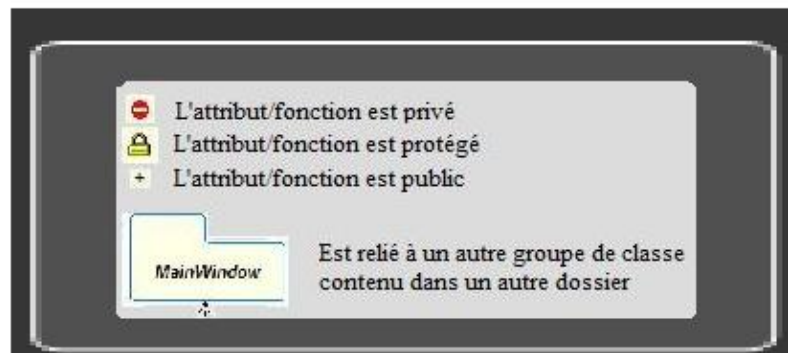 L'attribut/fonction est privé
L'attribut/fonction est protégé
+ L'attribut/fonction est public
MainWindow
Est relié à un autre groupe de classe
contenu dans un autre dossier